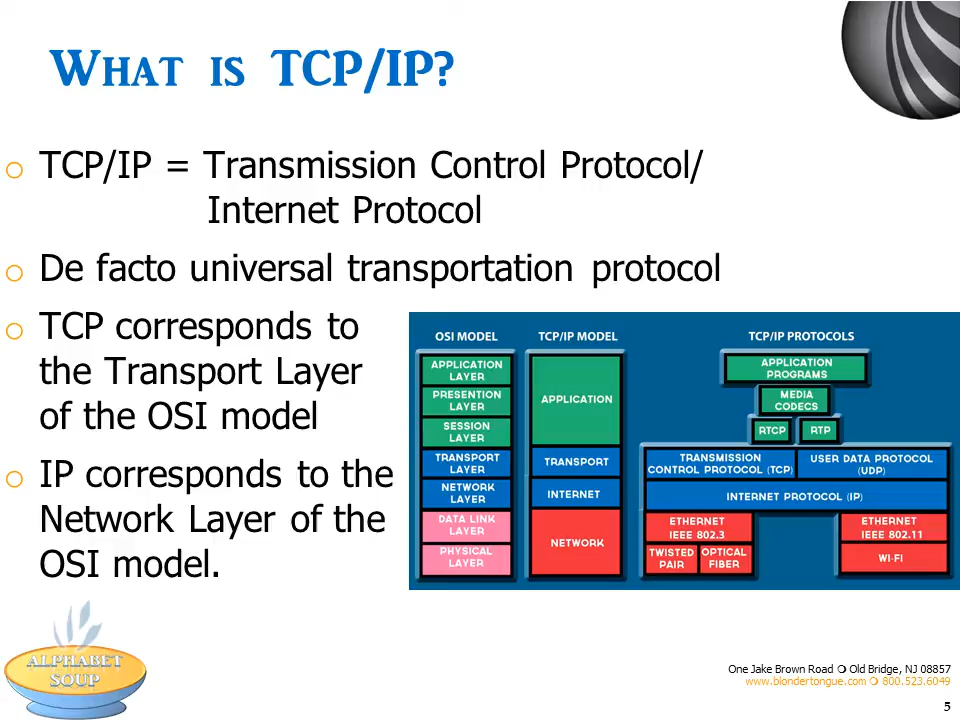 What is TCP/IP?
TCP/IP = Transmission Control Protocol/
Internet Protocol
De facto universal transportation protocol
TCP corresponds to
the Transport Layer
of the OSI model
IP corresponds to the
Network Layer of the
OSI model.
OSI MODEL
APPLICATION
LAYER
PRESENTION
LAYER
SESSION
LAYER
TRANSPORT
LAYER
NETWORK
LAYER
DATA LINK
LAYER
PHYSICAL
LAYER
TCP/IP MODEL
APPLICATION
TRANSPORT
INTERNET
NETWORK
TCP/IP PROTOCOLS
APPLICATION
PROGRAMS
MEDIA
CODECS
RTCP
RTP
TRANSMISSION
CONTROL PROTOCOL (TCP)
USER DATA PROTOCOL
(UDP)
INTERNET PROTOCOL (IP)
ETHERNET
IEEE 802.3
TWISTED
PAIR
OPTICAL
FIBER
ETHERNET
IEEE 802.11
WI-FI
ALPHABET
SOUP
One Jake Brown Road ❍ Old Bridge, NJ 08857
www.blondertongue.com ❍ 800.523.6049
5